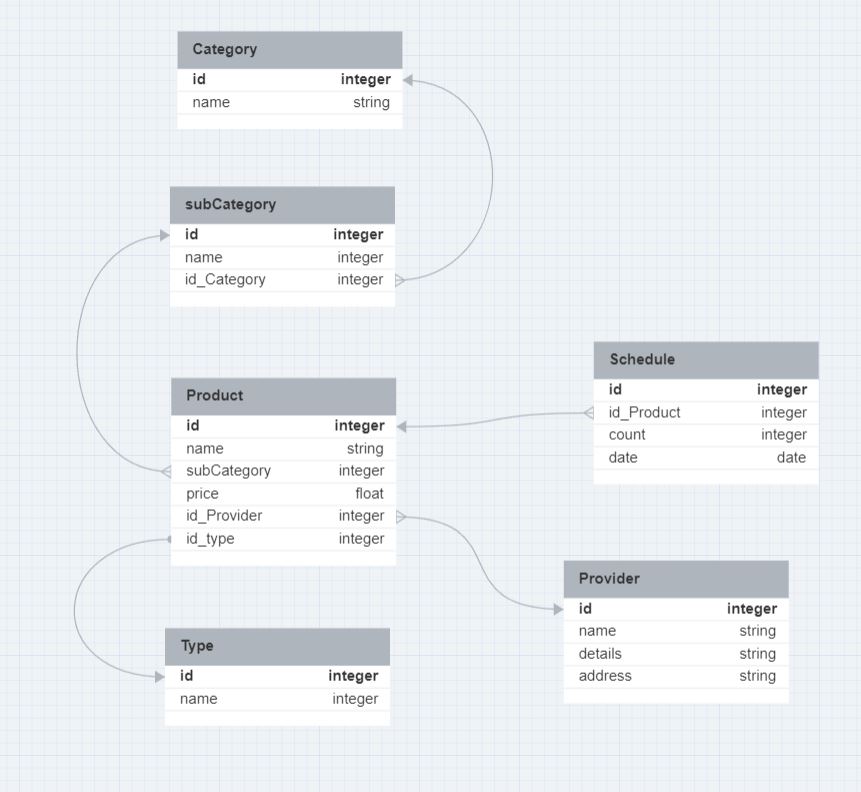 Category
id integer
name string
subCategory
id integer
name integer
id_Category integer
Product
id integer
name string
subCategory integer
price float
id_Provider integer
id_type integer
Schedule
id integer
id_Product integer
count integer
date date
Provider
id integer
name string
details string
address string
Type
id integer
name integer